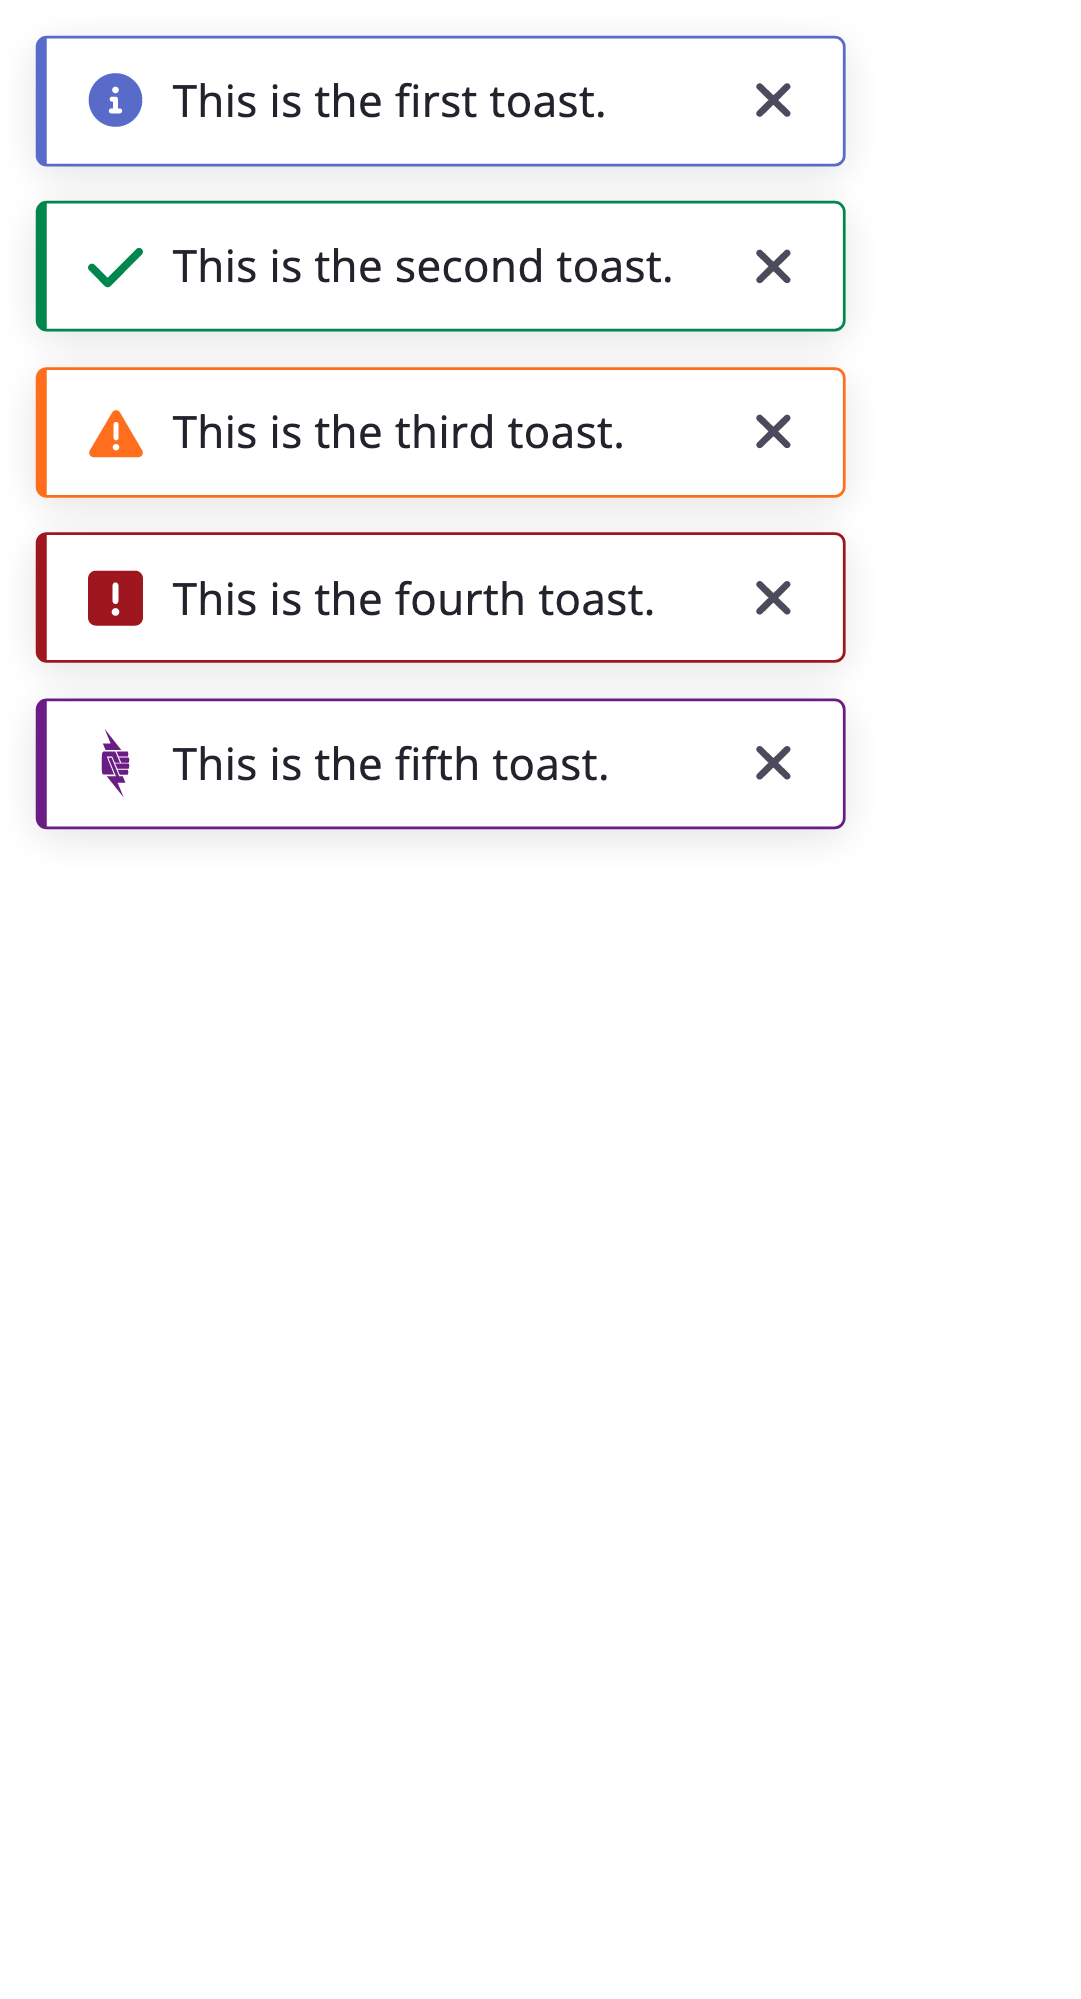 This is the first toast.
This is the second toast.
This is the third toast.
This is the fourth toast.
This is the fifth toast.